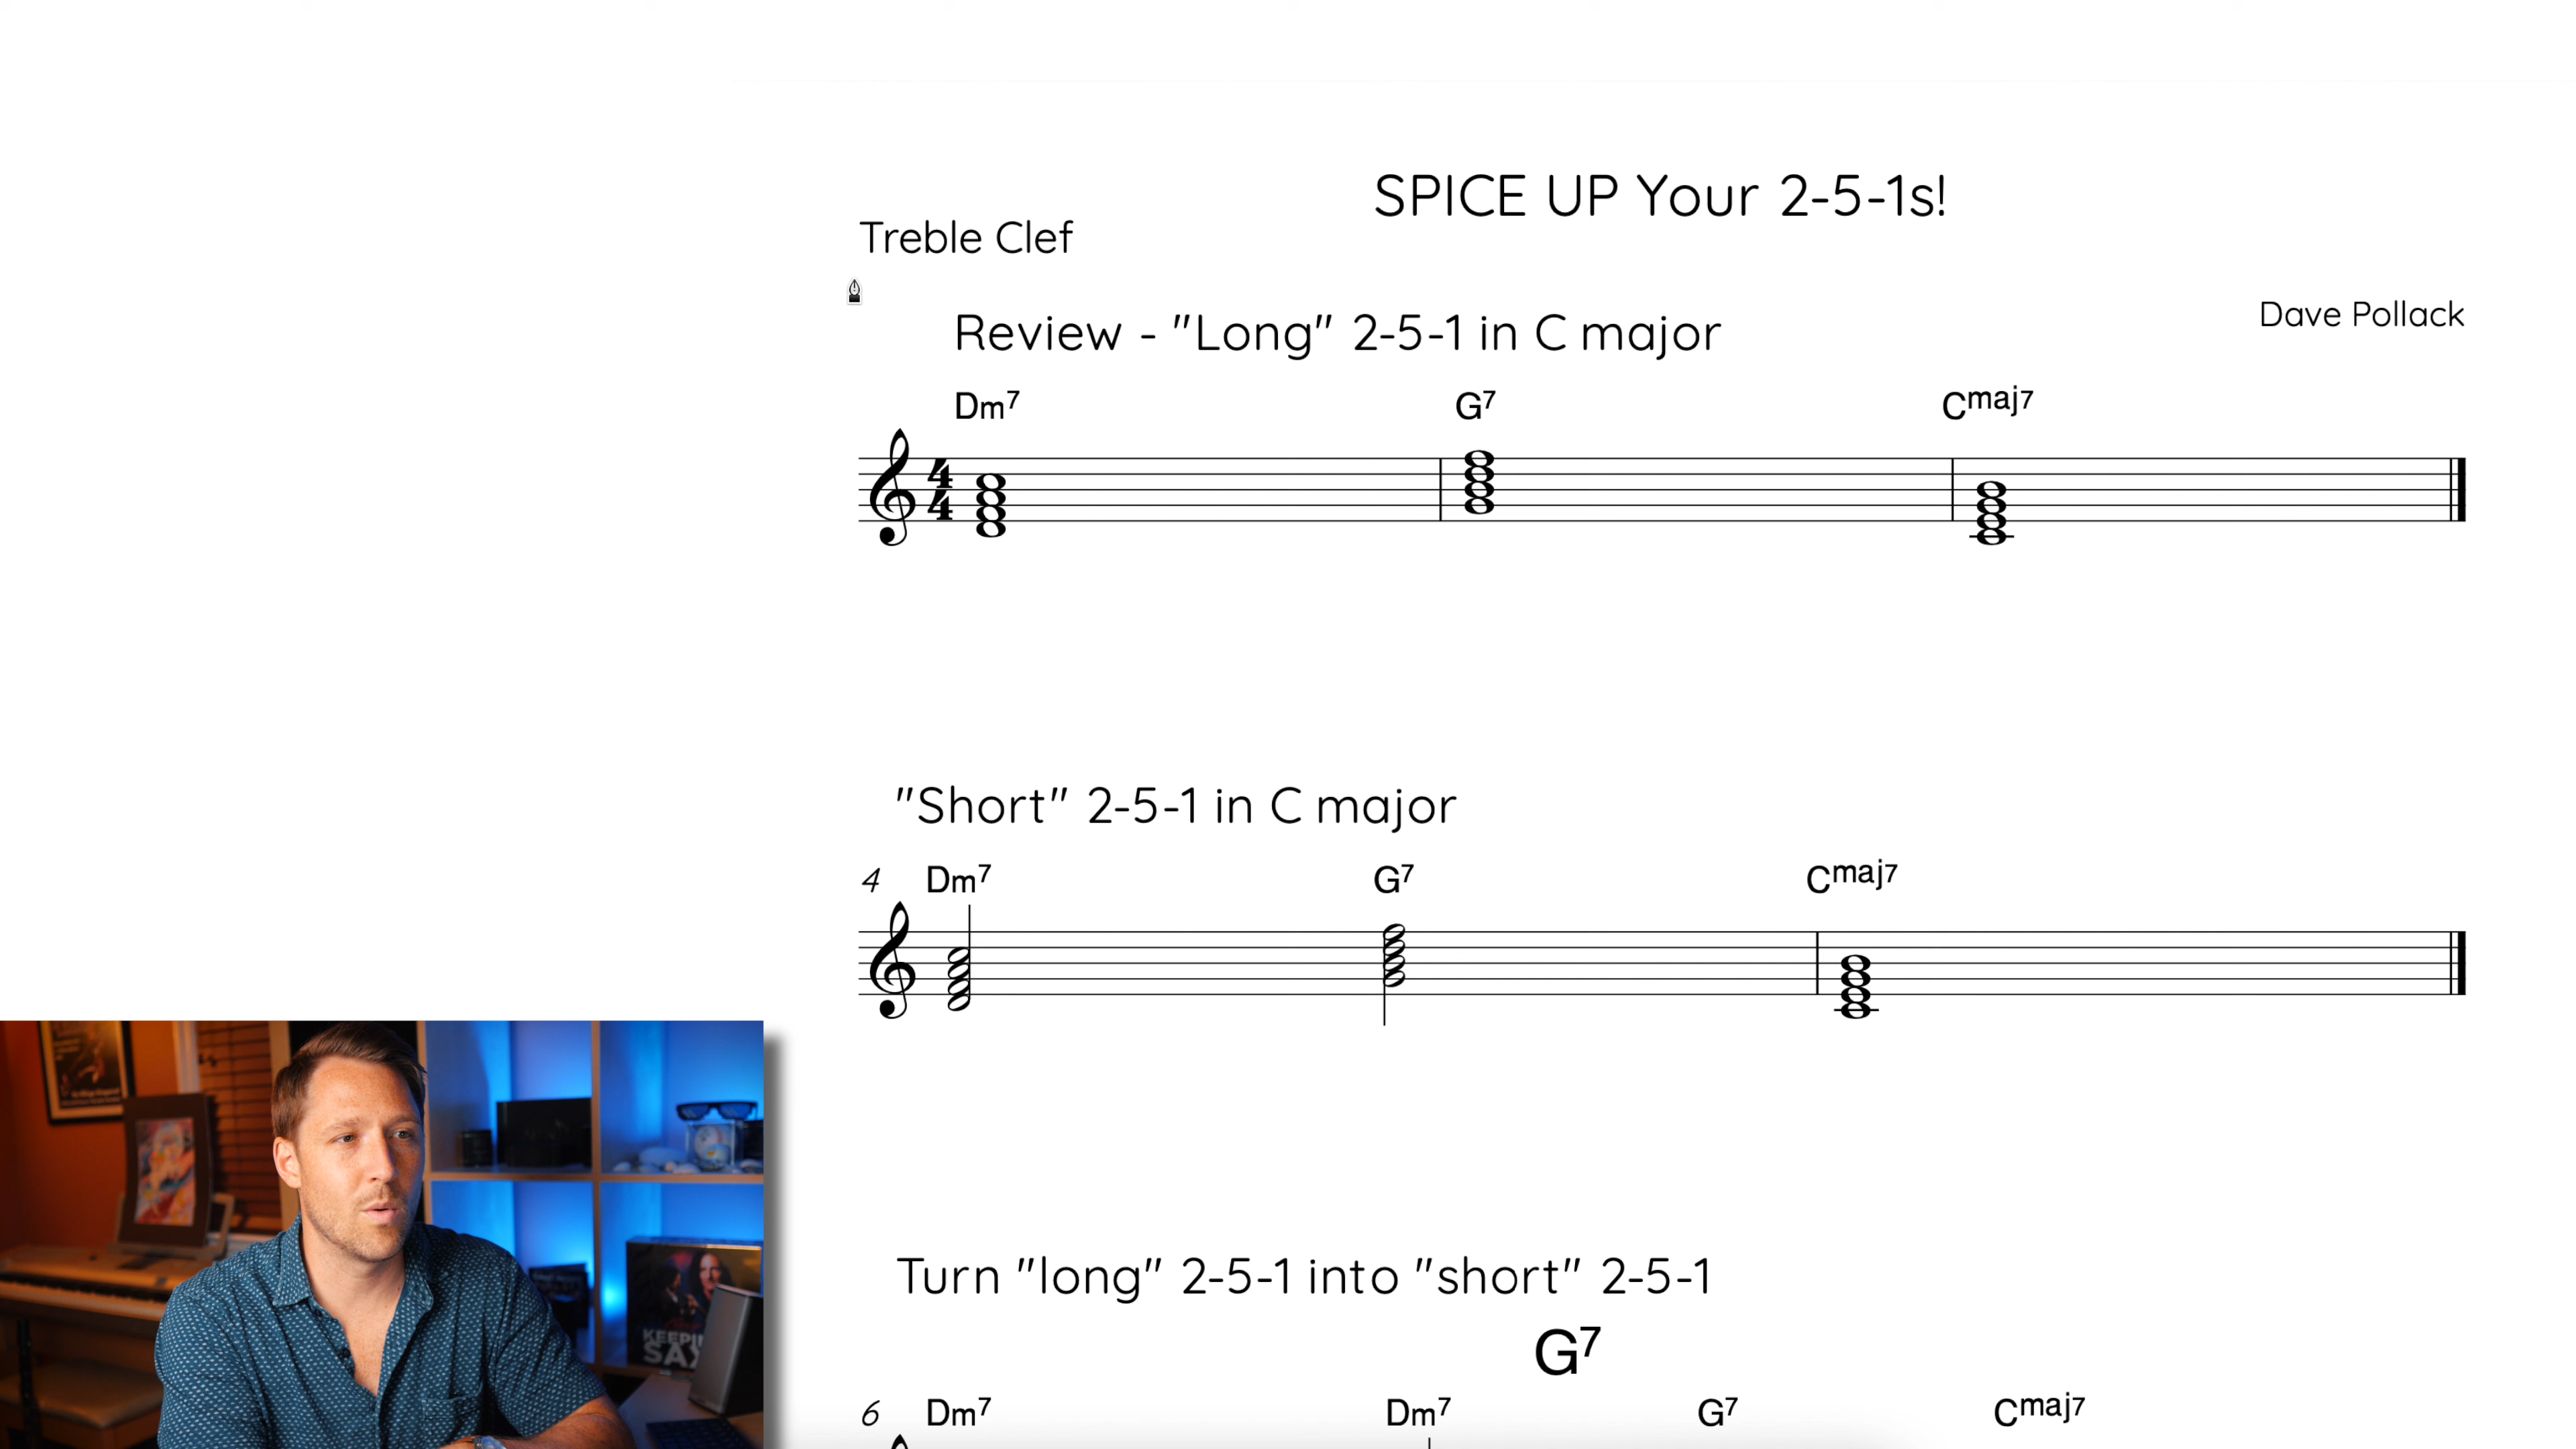 SPICE UP Your 2-5-1s!
Treble Clef
Dave Pollack
Review - "Long" 2-5-1 in C major
Dm7 G7 Cmaj7
4
4
"Short" 2-5-1 in C major
4 Dm7 G7 Cmaj7
Turn "long" 2-5-1 into "short" 2-5-1
G7
6 Dm7 Dm7 G7 Cmaj7